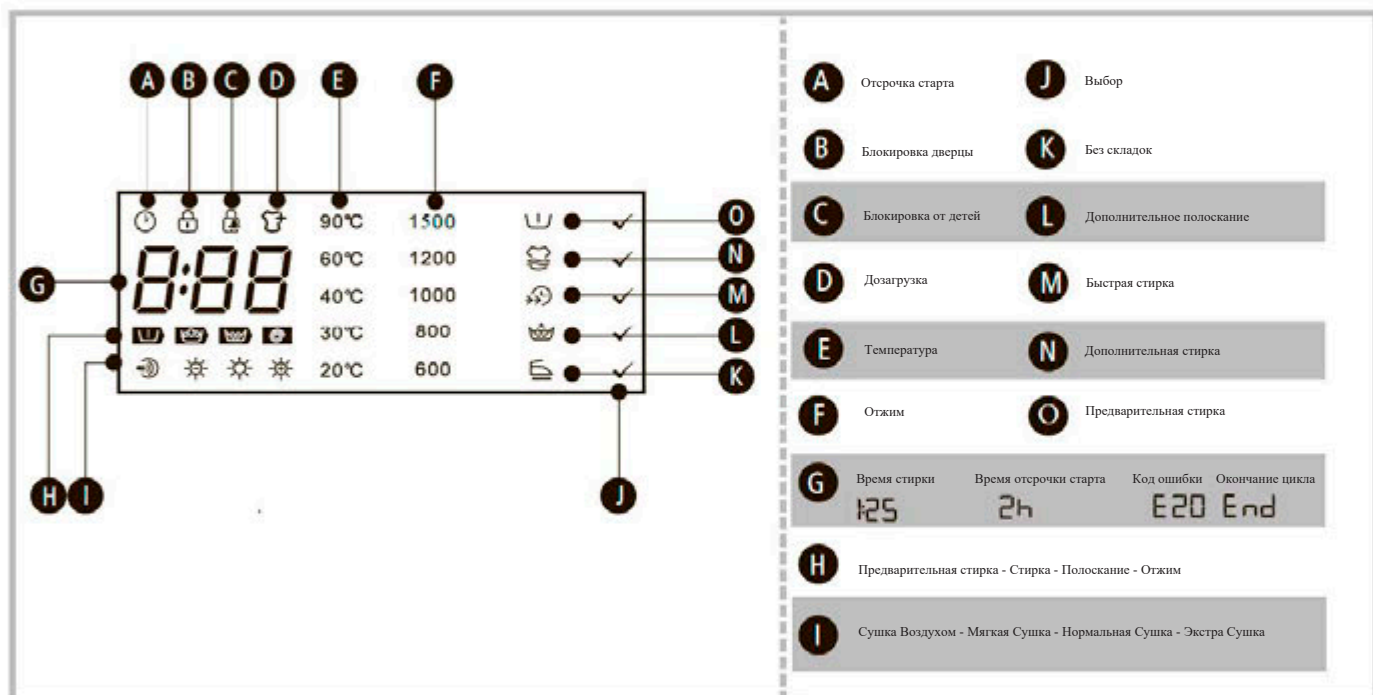 A B C D E F
90℃ 1500
60℃ 1200
8:88
40℃ 1000
30℃ 800
20℃ 600
O
N
G
M
L
K
H I J
A Отсрочка старта J Выбор
B Блокировка дверцы K Без складок
C Блокировка от детей L Дополнительное полоскание
D Дозагрузка M Быстрая стирка
E Температура N Дополнительная стирка
F Отжим O Предварительная стирка
G Время стирки Время отсрочки старта Код ошибки Окончание цикла
1:25 2h E20 End
H Предварительная стирка - Стирка - Полоскание - Отжим
I Сушка Воздухом - Мягкая Сушка - Нормальная Сушка - Экстра Сушка